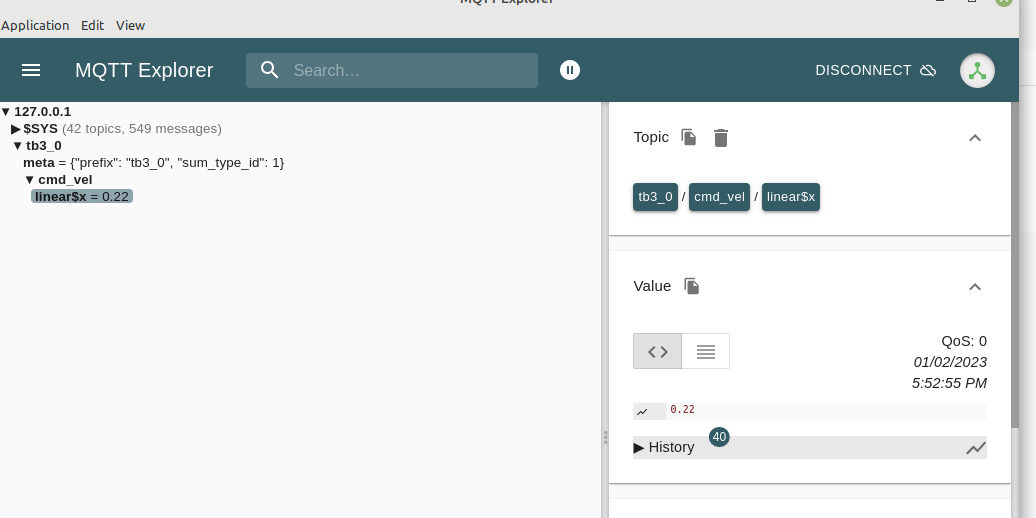 MQTT Explorer
Application Edit View
MQTT Explorer
Search...
DISCONNECT
▼ 127.0.0.1
▶ $SYS (42 topics, 549 messages)
▼ tb3_0
meta = {"prefix": "tb3_0", "sum_type_id": 1}
▼ cmd_vel
linear$x = 0.22
Topic
tb3_0 / cmd_vel / linear$x
Value
QoS: 0
01/02/2023
5:52:55 PM
0.22
▶ History 40